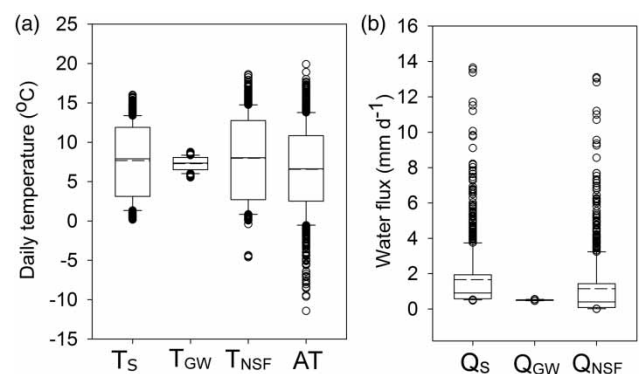 (a)
Daily temperature (°C)
25
20
15
10
5
0
-5
-10
-15
TS
TGW
TNSF
AT
(b)
Water flux (mm d⁻¹)
16
14
12
10
8
6
4
2
0
QS
QGW
QNSF